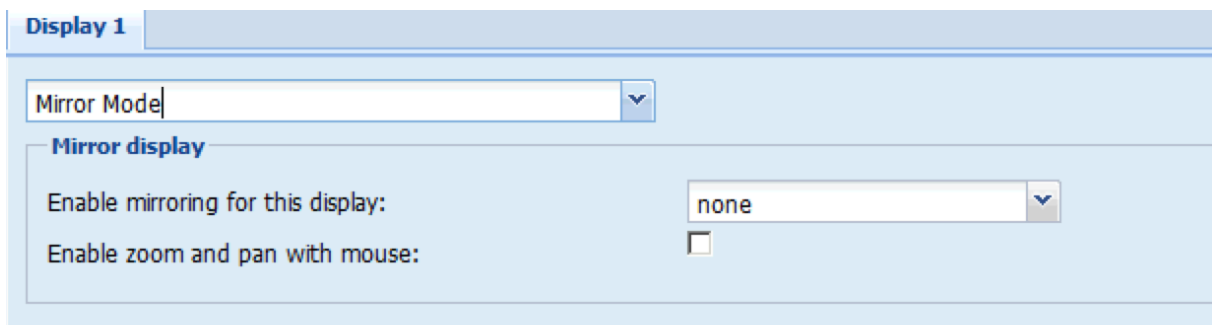 Display 1
Mirror Mode
Mirror display
Enable mirroring for this display: none
Enable zoom and pan with mouse: